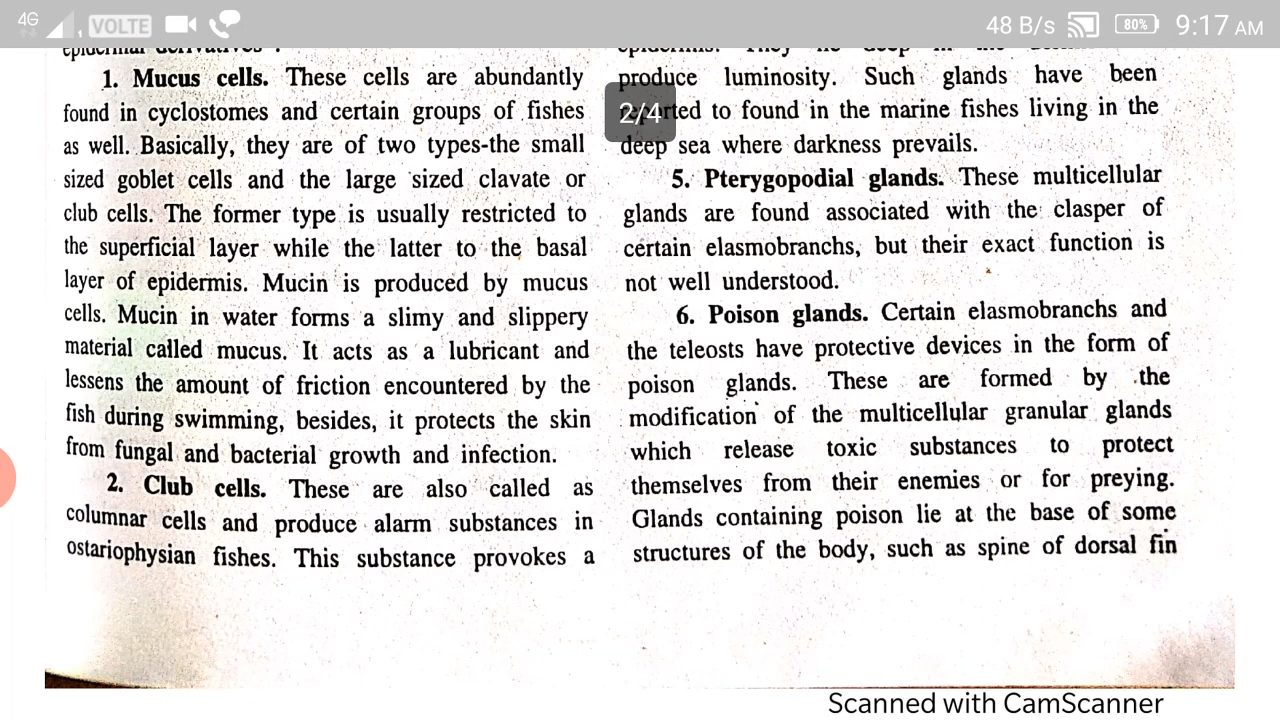 4G VOLTE 48 B/s 80% 9:17 AM
1. Mucus cells. These cells are abundantly
found in cyclostomes and certain groups of fishes
as well. Basically, they are of two types-the small
sized goblet cells and the large sized clavate or
club cells. The former type is usually restricted to
the superficial layer while the latter to the basal
layer of epidermis. Mucin is produced by mucus
cells. Mucin in water forms a slimy and slippery
material called mucus. It acts as a lubricant and
lessens the amount of friction encountered by the
fish during swimming, besides, it protects the skin
from fungal and bacterial growth and infection.
2. Club cells. These are also called as
columnar cells and produce alarm substances in
ostariophysian fishes. This substance provokes a
produce luminosity. Such glands have been
2/4
rted to found in the marine fishes living in the
deep sea where darkness prevails.
5. Pterygopodial glands. These multicellular
glands are found associated with the clasper of
certain elasmobranchs, but their exact function is
not well understood.
6. Poison glands. Certain elasmobranchs and
the teleosts have protective devices in the form of
poison glands. These are formed by the
modification of the multicellular granular glands
which release toxic substances to protect
themselves from their enemies or for preying.
Glands containing poison lie at the base of some
structures of the body, such as spine of dorsal fin
Scanned with CamScanner